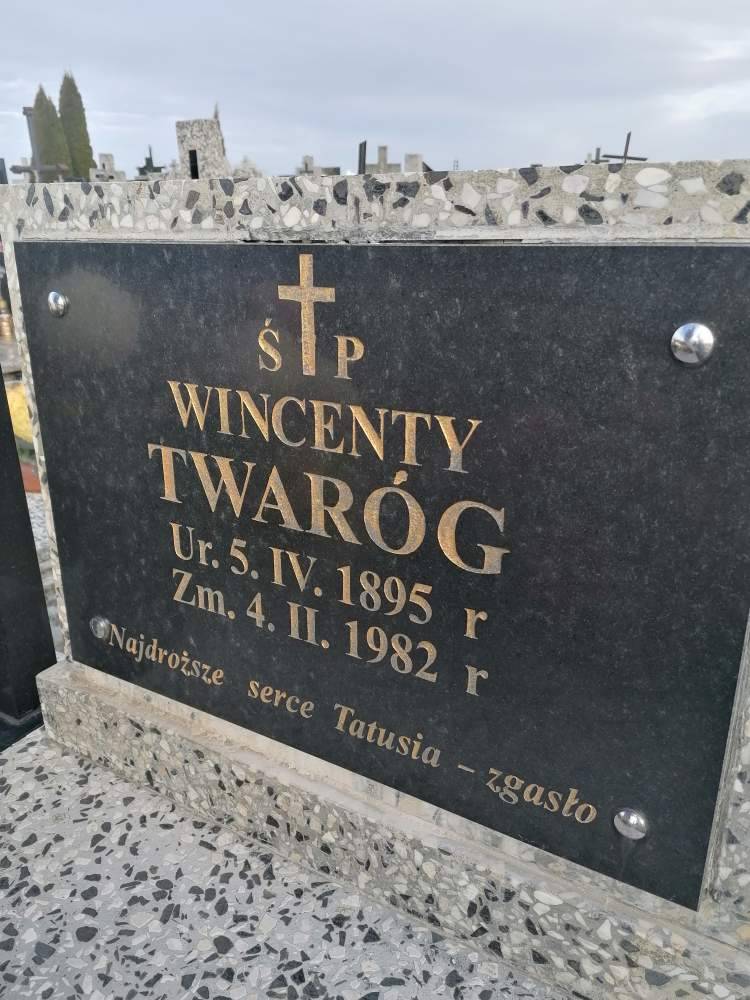 Ś P
WINCENTY
TWARÓG
Ur. 5. IV. 1895 r
Zm. 4. II. 1982 r
Najdroższe serce Tatusia – zgasło